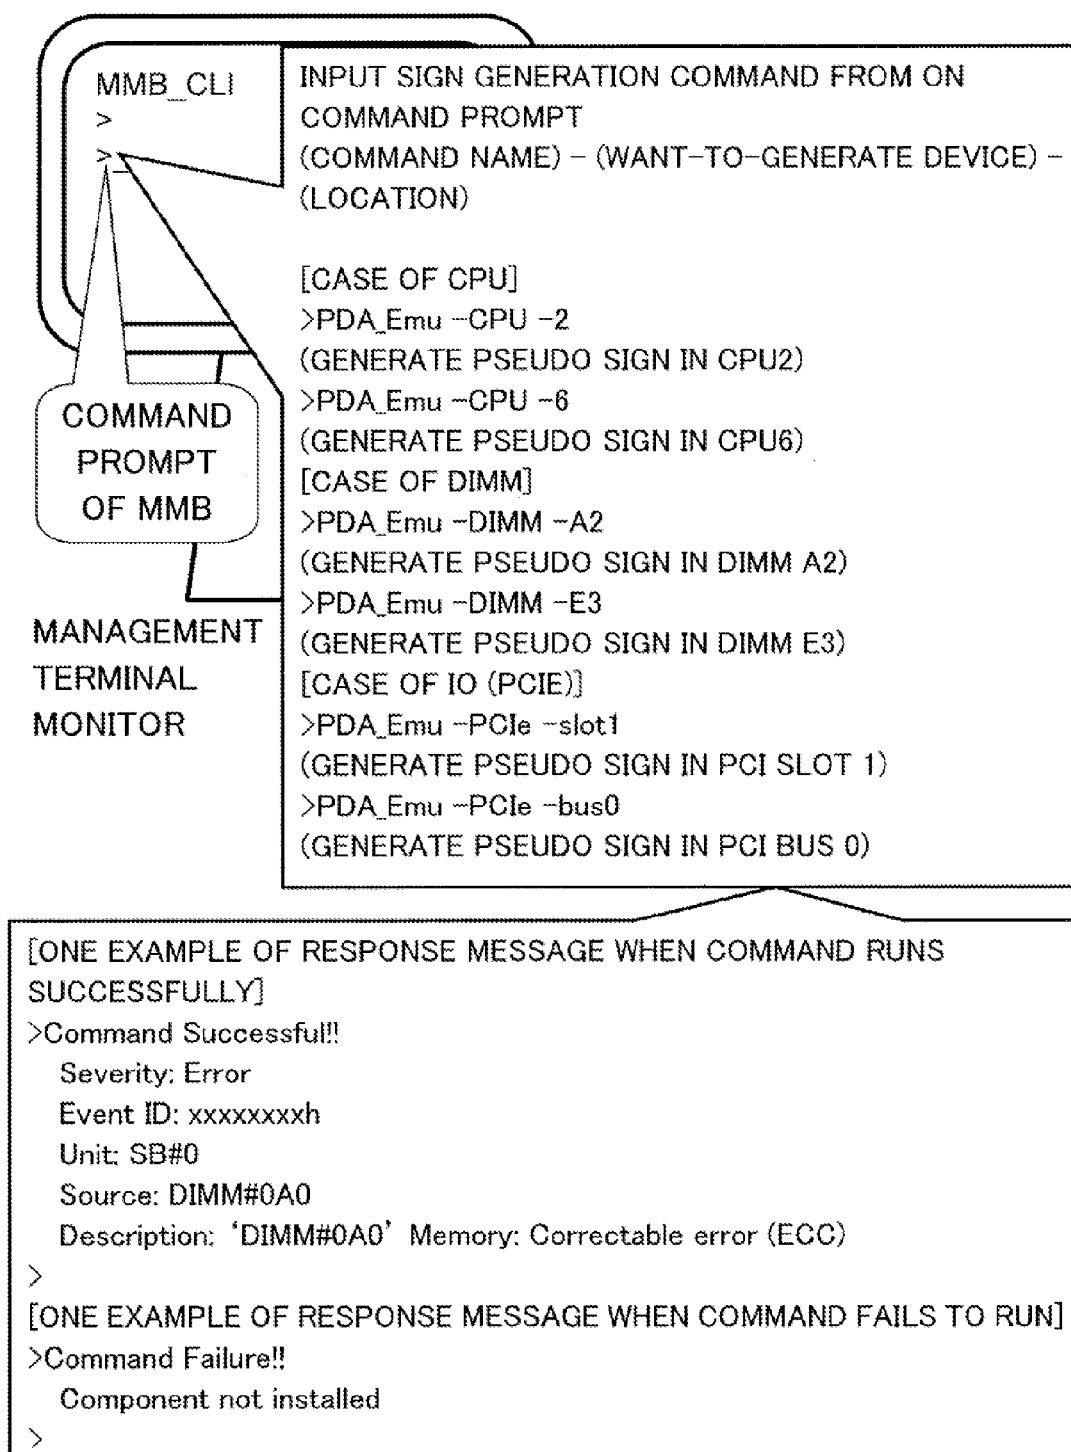 MMB_CLI
>
>_
INPUT SIGN GENERATION COMMAND FROM ON
COMMAND PROMPT
(COMMAND NAME) – (WANT-TO-GENERATE DEVICE) –
(LOCATION)
[CASE OF CPU]
>PDA_Emu -CPU -2
(GENERATE PSEUDO SIGN IN CPU2)
>PDA_Emu -CPU -6
(GENERATE PSEUDO SIGN IN CPU6)
[CASE OF DIMM]
>PDA_Emu -DIMM -A2
(GENERATE PSEUDO SIGN IN DIMM A2)
>PDA_Emu -DIMM -E3
(GENERATE PSEUDO SIGN IN DIMM E3)
[CASE OF IO (PCIE)]
>PDA_Emu -PCIe -slot1
(GENERATE PSEUDO SIGN IN PCI SLOT 1)
>PDA_Emu -PCIe -bus0
(GENERATE PSEUDO SIGN IN PCI BUS 0)
COMMAND
PROMPT
OF MMB
MANAGEMENT
TERMINAL
MONITOR
[ONE EXAMPLE OF RESPONSE MESSAGE WHEN COMMAND RUNS
SUCCESSFULLY]
>Command Successful!!
Severity: Error
Event ID: xxxxxxxxh
Unit: SB#0
Source: DIMM#0A0
Description: ‘DIMM#0A0’ Memory: Correctable error (ECC)
>
[ONE EXAMPLE OF RESPONSE MESSAGE WHEN COMMAND FAILS TO RUN]
>Command Failure!!
Component not installed
>